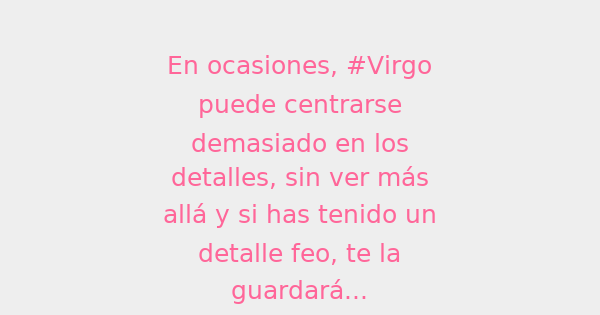 En ocasiones, #Virgo
puede centrarse
demasiado en los
detalles, sin ver más
allá y si has tenido un
detalle feo, te la
guardará...